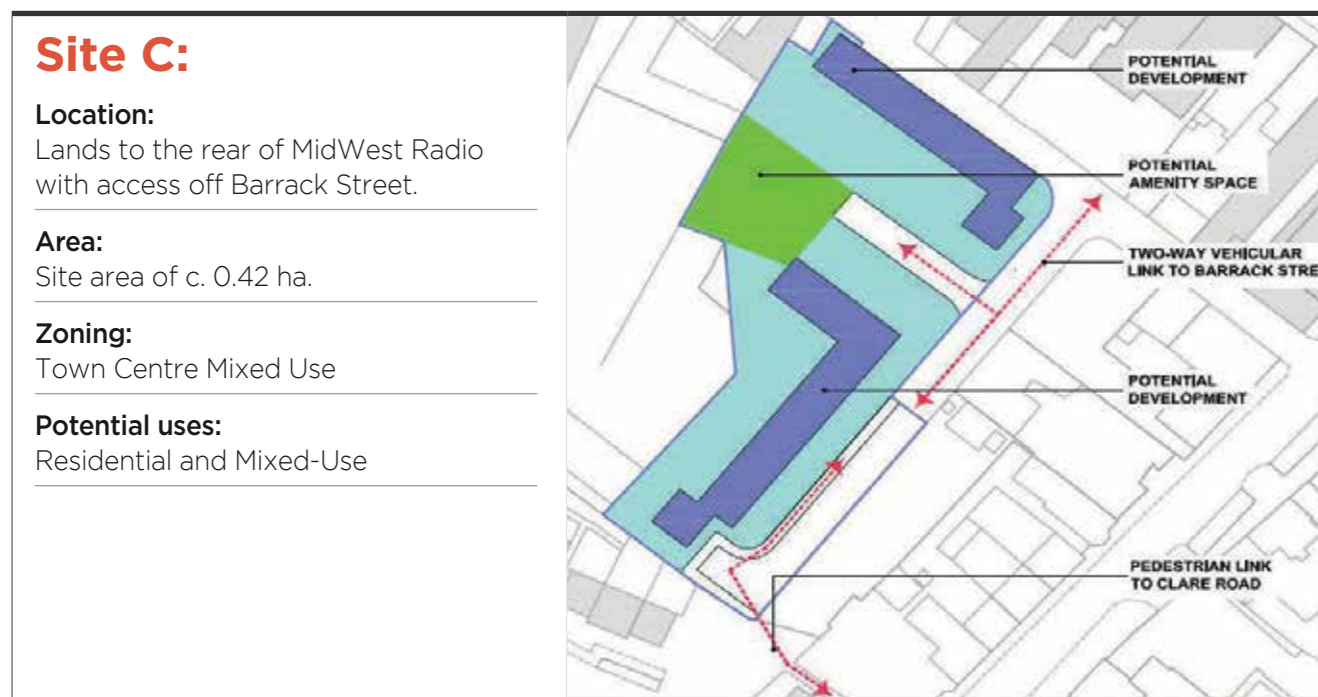 Site C:
Location:
Lands to the rear of MidWest Radio
with access off Barrack Street.
Area:
Site area of c. 0.42 ha.
Zoning:
Town Centre Mixed Use
Potential uses:
Residential and Mixed-Use
POTENTIAL
DEVELOPMENT
POTENTIAL
AMENITY SPACE
TWO-WAY VEHICULAR
LINK TO BARRACK STRE
POTENTIAL
DEVELOPMENT
PEDESTRIAN LINK
TO CLARE ROAD